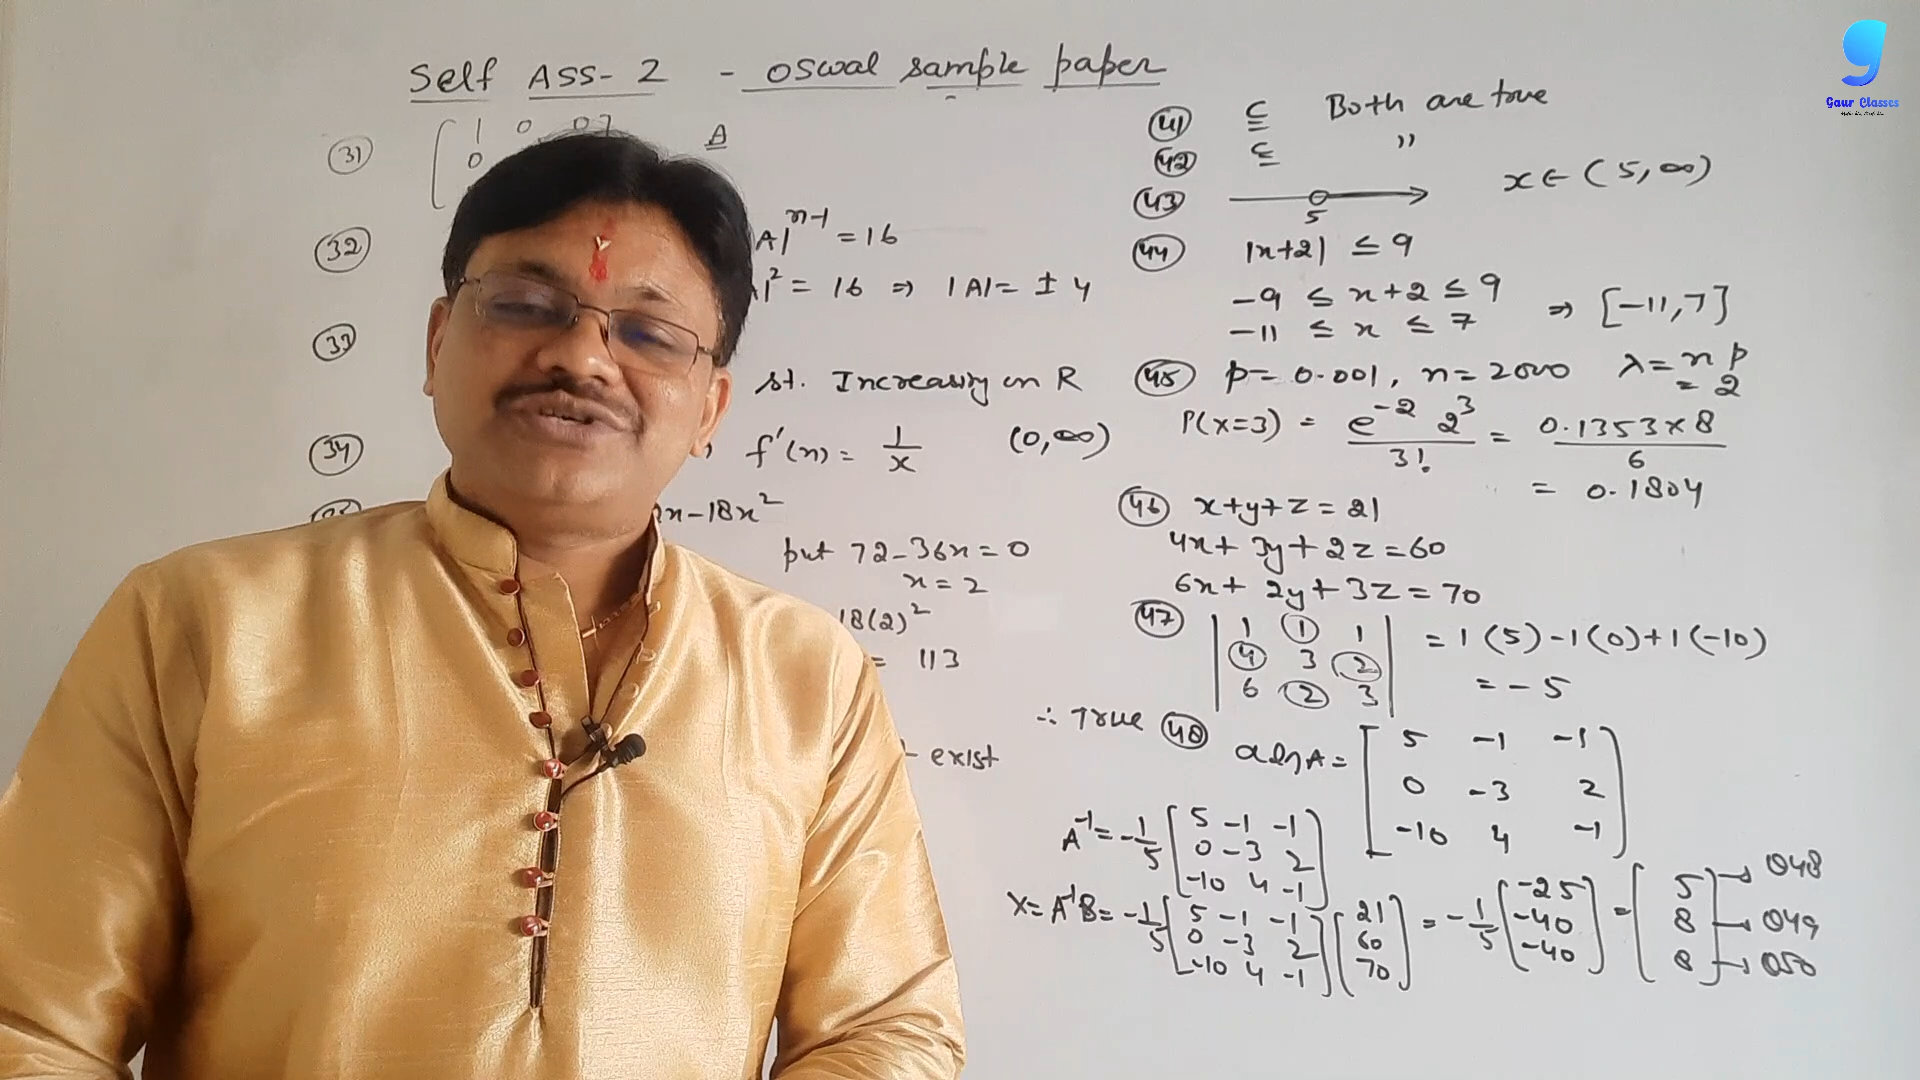 Self ASS- 2 - Oswal sample paper
(31) [1 0 0] A
0
(32) A|ⁿ⁻¹ = 16
|² = 16 ⇒ |A| = ± 4
(33)
st. Increasing on R
(34) f'(x) = 1/x (0, ∞)
x-18x²
put 72-36x=0
x=2
18(2)²
= 113
exist
(41) C Both are true
(42) C "
(43) 5 x ∈ (5, ∞)
(44) |x+2| ≤ 9
-9 ≤ x+2 ≤ 9
-11 ≤ x ≤ 7 ⇒ [-11, 7]
(45) p= 0.001, n= 2000 λ = n p
= 2
P(x=3) = e⁻² 2³ / 3! = 0.1353×8 / 6
= 0.1804
(46) x+y+z=21
4x+3y+2z=60
6x+2y+3z=70
(47) | 1 1 1 | = 1(5)-1(0)+1(-10)
| 4 3 2 |
| 6 2 3 | = -5
∴ True (48) adjA = [ 5 -1 -1
0 -3 2
-10 4 -1 ]
A⁻¹ = -1/5 [ 5 -1 -1
0 -3 2
-10 4 -1 ]
X= A⁻¹B = -1/5 [ 5 -1 -1 ] [ 21 ] = -1/5 [ -25 ] = [ 5 ] → Q48
[ 0 -3 2 ] [ 60 ] [ -40 ] [ 8 ] → Q49
[ -10 4 -1 ] [ 70 ] [ -40 ] [ 8 ] → Q50
g
Gaur Classes